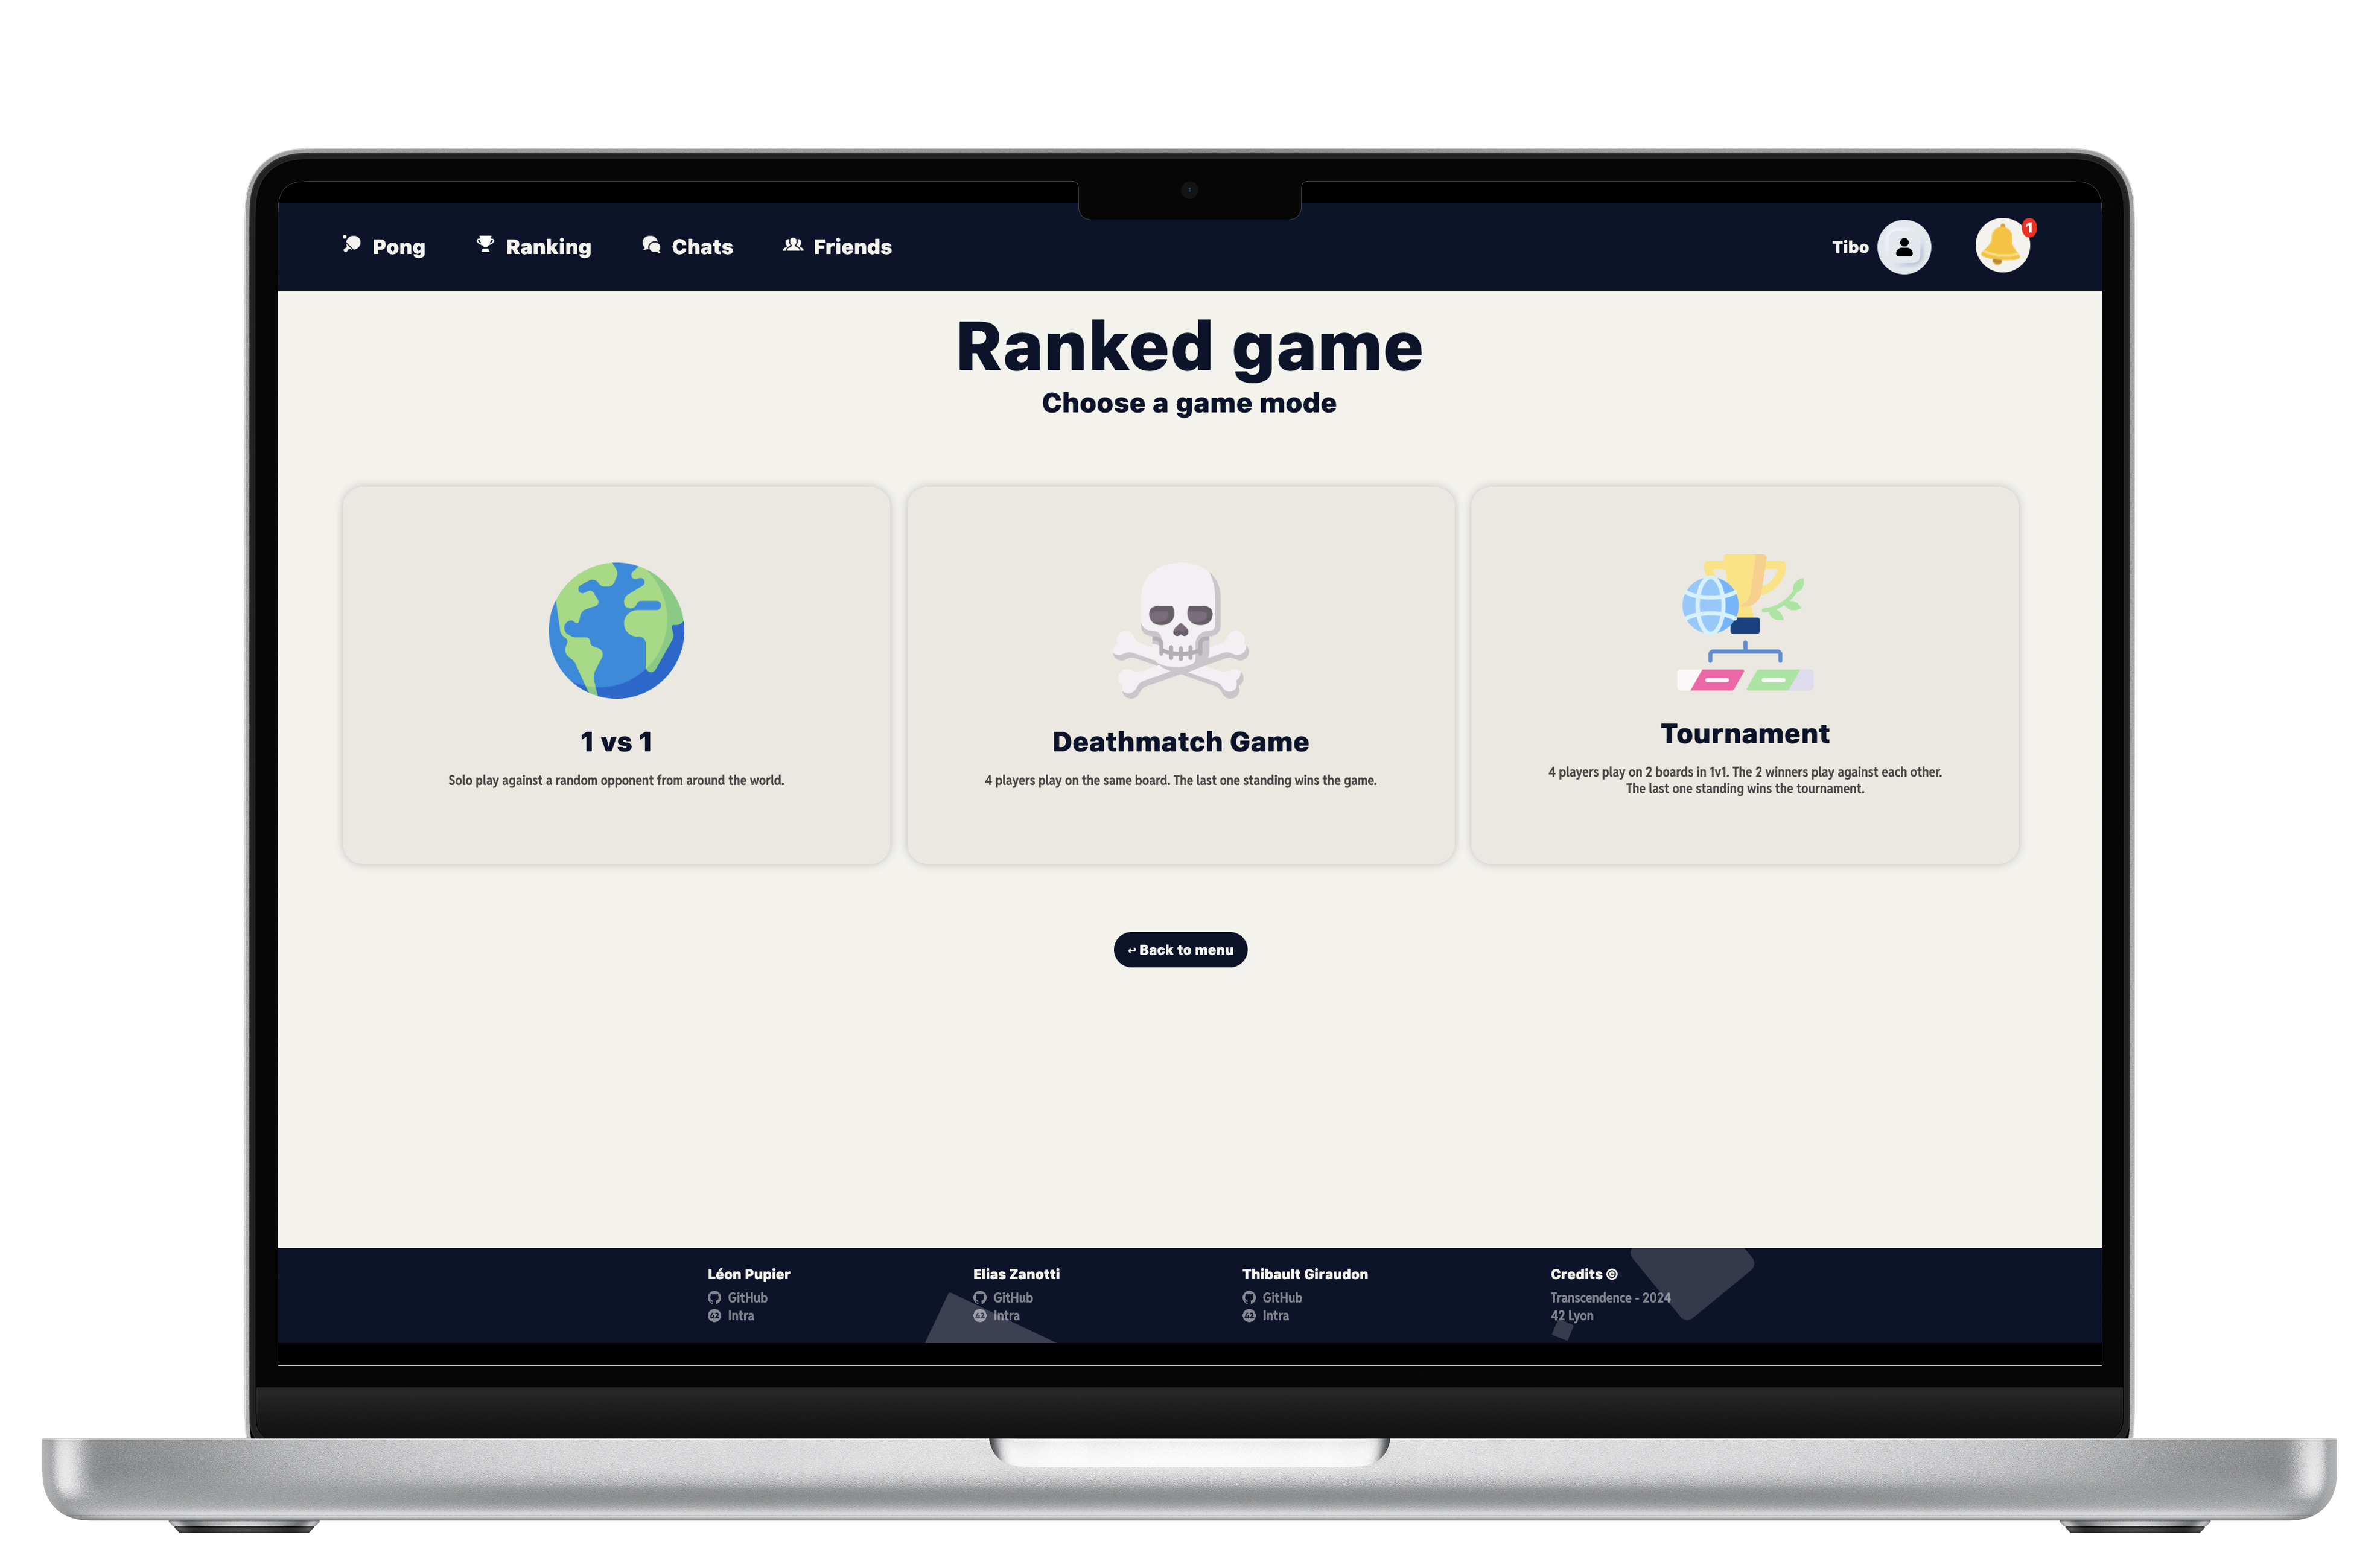 Pong Ranking Chats Friends Tibo 1
Ranked game
Choose a game mode
1 vs 1
Solo play against a random opponent from around the world.
Deathmatch Game
4 players play on the same board. The last one standing wins the game.
Tournament
4 players play on 2 boards in 1v1. The 2 winners play against each other.
The last one standing wins the tournament.
↩ Back to menu
Léon Pupier
GitHub
42 Intra
Elias Zanotti
GitHub
42 Intra
Thibault Giraudon
GitHub
42 Intra
Credits ©
Transcendence - 2024
42 Lyon